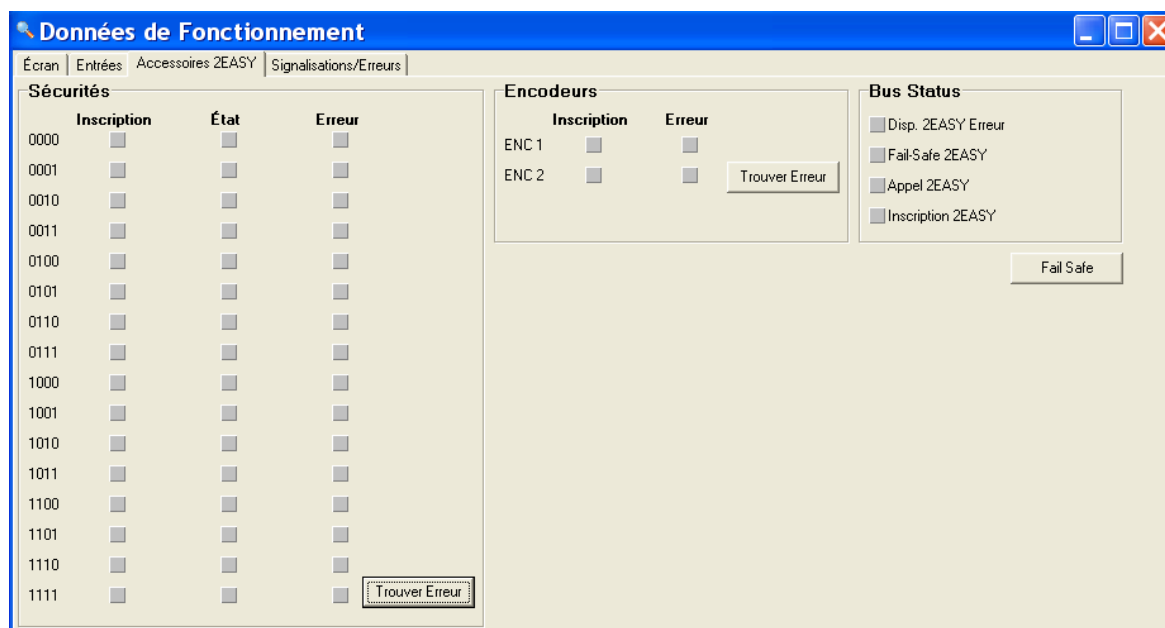 Données de Fonctionnement
Écran Entrées Accessoires 2EASY Signalisations/Erreurs
Sécurités
Inscription État Erreur
0000
0001
0010
0011
0100
0101
0110
0111
1000
1001
1010
1011
1100
1101
1110
1111
Trouver Erreur
Encodeurs
Inscription Erreur
ENC 1
ENC 2
Trouver Erreur
Bus Status
Disp. 2EASY Erreur
Fail-Safe 2EASY
Appel 2EASY
Inscription 2EASY
Fail Safe